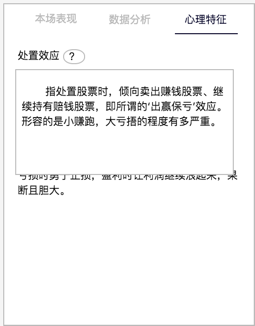 本场表现 数据分析 心理特征
处置效应 ?
指处置股票时，倾向卖出赚钱股票、继
续持有赔钱股票，即所谓的‘出赢保亏’效应。
形容的是小赚跑，大亏捂的程度有多严重。
亏损时勇于止损，盈利时让利润继续滚起来，果
断且胆大。